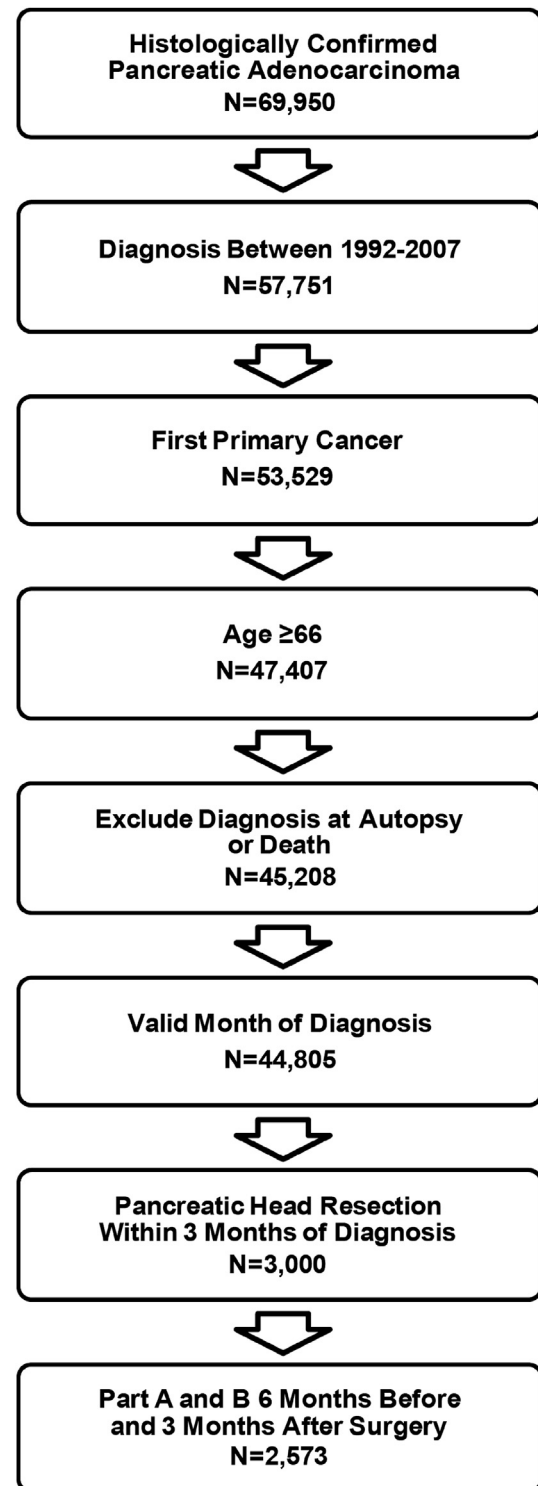 Histologically Confirmed
Pancreatic Adenocarcinoma
N=69,950
Diagnosis Between 1992-2007
N=57,751
First Primary Cancer
N=53,529
Age ≥66
N=47,407
Exclude Diagnosis at Autopsy
or Death
N=45,208
Valid Month of Diagnosis
N=44,805
Pancreatic Head Resection
Within 3 Months of Diagnosis
N=3,000
Part A and B 6 Months Before
and 3 Months After Surgery
N=2,573